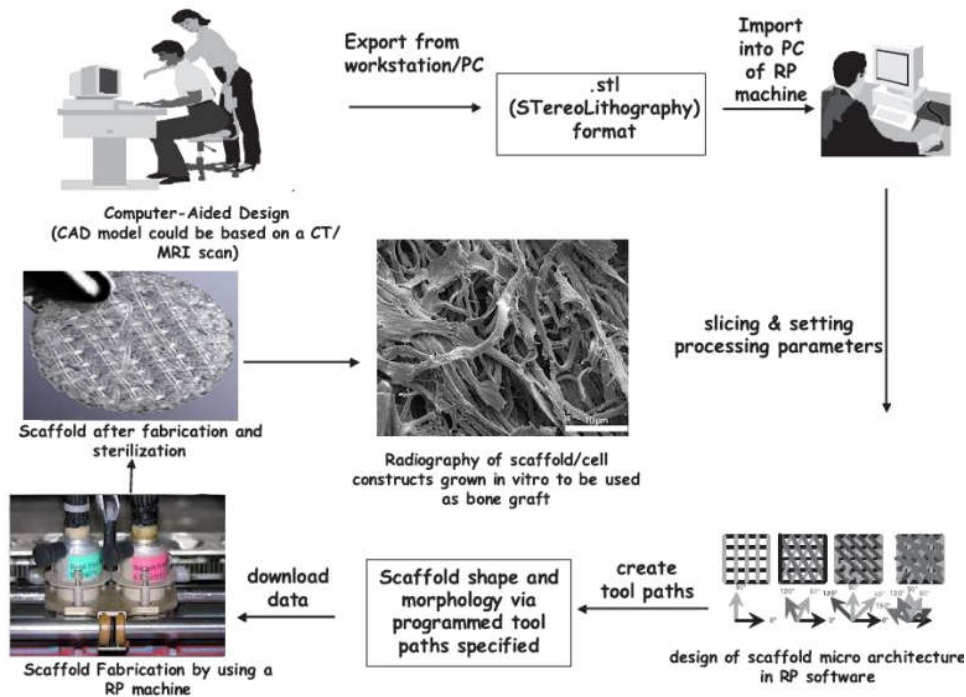 Export from
workstation/PC
.stl
(STereoLithography)
format
Import
into PC
of RP
machine
Computer-Aided Design
(CAD model could be based on a CT/
MRI scan)
slicing & setting
processing parameters
design of scaffold micro architecture
in RP software
create
tool paths
Scaffold shape and
morphology via
programmed tool
paths specified
download
data
Scaffold Fabrication by using a
RP machine
Scaffold after fabrication and
sterilization
10µm
Radiography of scaffold/cell
constructs grown in vitro to be used
as bone graft